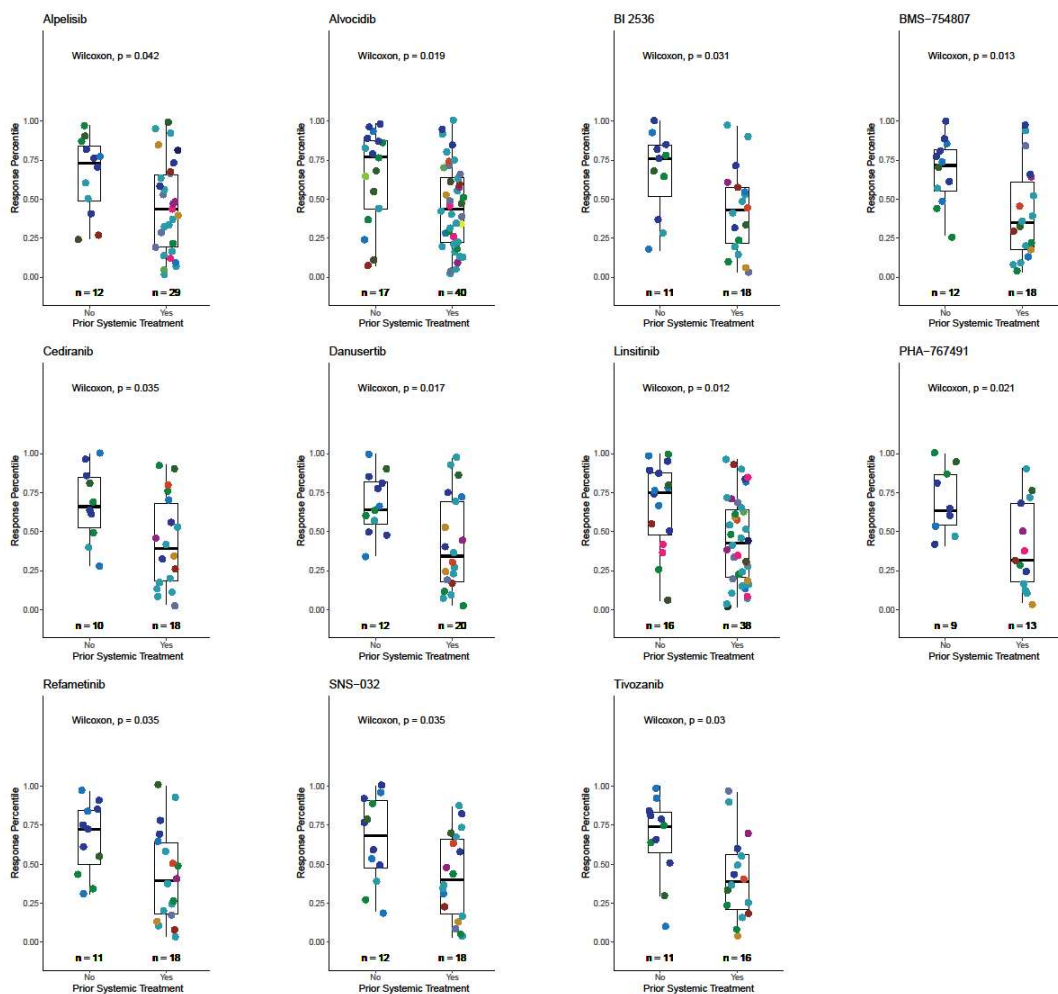 Alpelisib
Wilcoxon, p = 0.042
Response Percentile
1.00
0.75
0.50
0.25
0.00
n = 12
n = 29
No
Yes
Prior Systemic Treatment
Alvocidib
Wilcoxon, p = 0.019
Response Percentile
1.00
0.75
0.50
0.25
0.00
n = 17
n = 40
No
Yes
Prior Systemic Treatment
BI 2536
Wilcoxon, p = 0.031
Response Percentile
1.00
0.75
0.50
0.25
0.00
n = 11
n = 18
No
Yes
Prior Systemic Treatment
BMS−754807
Wilcoxon, p = 0.013
Response Percentile
1.00
0.75
0.50
0.25
0.00
n = 12
n = 18
No
Yes
Prior Systemic Treatment
Cediranib
Wilcoxon, p = 0.035
Response Percentile
1.00
0.75
0.50
0.25
0.00
n = 10
n = 18
No
Yes
Prior Systemic Treatment
Danusertib
Wilcoxon, p = 0.017
Response Percentile
1.00
0.75
0.50
0.25
0.00
n = 12
n = 20
No
Yes
Prior Systemic Treatment
Linsitinib
Wilcoxon, p = 0.012
Response Percentile
1.00
0.75
0.50
0.25
0.00
n = 16
n = 38
No
Yes
Prior Systemic Treatment
PHA−767491
Wilcoxon, p = 0.021
Response Percentile
1.00
0.75
0.50
0.25
0.00
n = 9
n = 13
No
Yes
Prior Systemic Treatment
Refametinib
Wilcoxon, p = 0.035
Response Percentile
1.00
0.75
0.50
0.25
0.00
n = 11
n = 18
No
Yes
Prior Systemic Treatment
SNS−032
Wilcoxon, p = 0.035
Response Percentile
1.00
0.75
0.50
0.25
0.00
n = 12
n = 18
No
Yes
Prior Systemic Treatment
Tivozanib
Wilcoxon, p = 0.03
Response Percentile
1.00
0.75
0.50
0.25
0.00
n = 11
n = 16
No
Yes
Prior Systemic Treatment